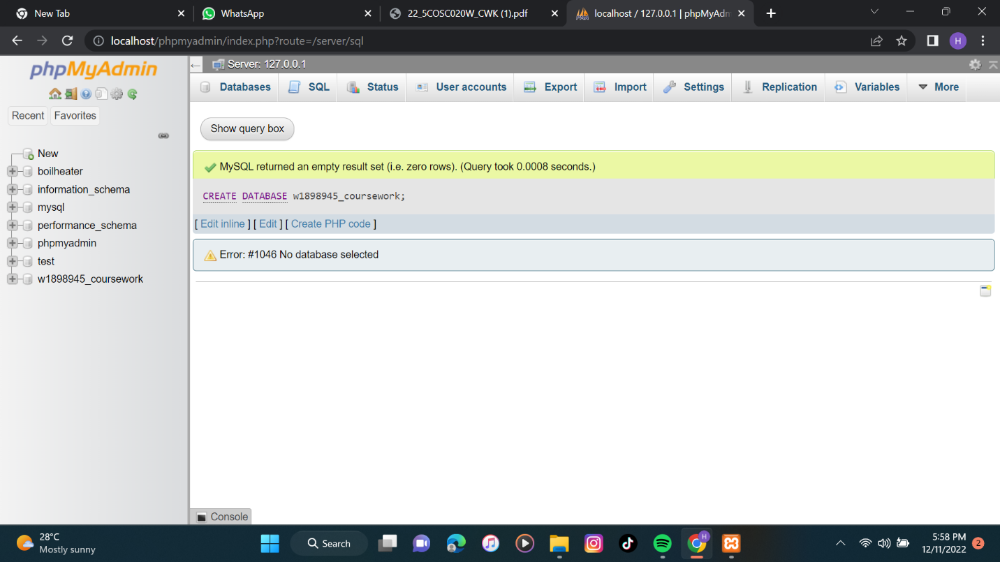 New Tab
WhatsApp
22_5COSC020W_CWK (1).pdf
localhost / 127.0.0.1 | phpMyAdm
localhost/phpmyadmin/index.php?route=/server/sql
H
phpMyAdmin
Recent
Favorites
New
boilheater
information_schema
mysql
performance_schema
phpmyadmin
test
w1898945_coursework
Server: 127.0.0.1
Databases
SQL
Status
User accounts
Export
Import
Settings
Replication
Variables
More
Show query box
MySQL returned an empty result set (i.e. zero rows). (Query took 0.0008 seconds.)
CREATE DATABASE w1898945_coursework;
[ Edit inline ] [ Edit ] [ Create PHP code ]
Error: #1046 No database selected
Console
28°C
Mostly sunny
Search
H
5:58 PM
12/11/2022
2